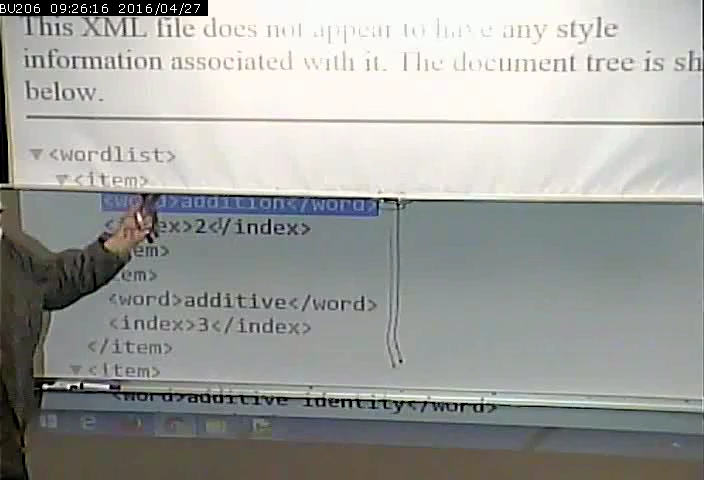 BU206 09:26:16 2016/04/27
This XML file does not appear to have any style
information associated with it. The document tree is sh
below.
▼<wordlist>
▼<item>
<word>addition</word>
<index>2</index>
<word>additive</word>
<index>3</index>
</item>
▼<item>
<word>additive identity</word>